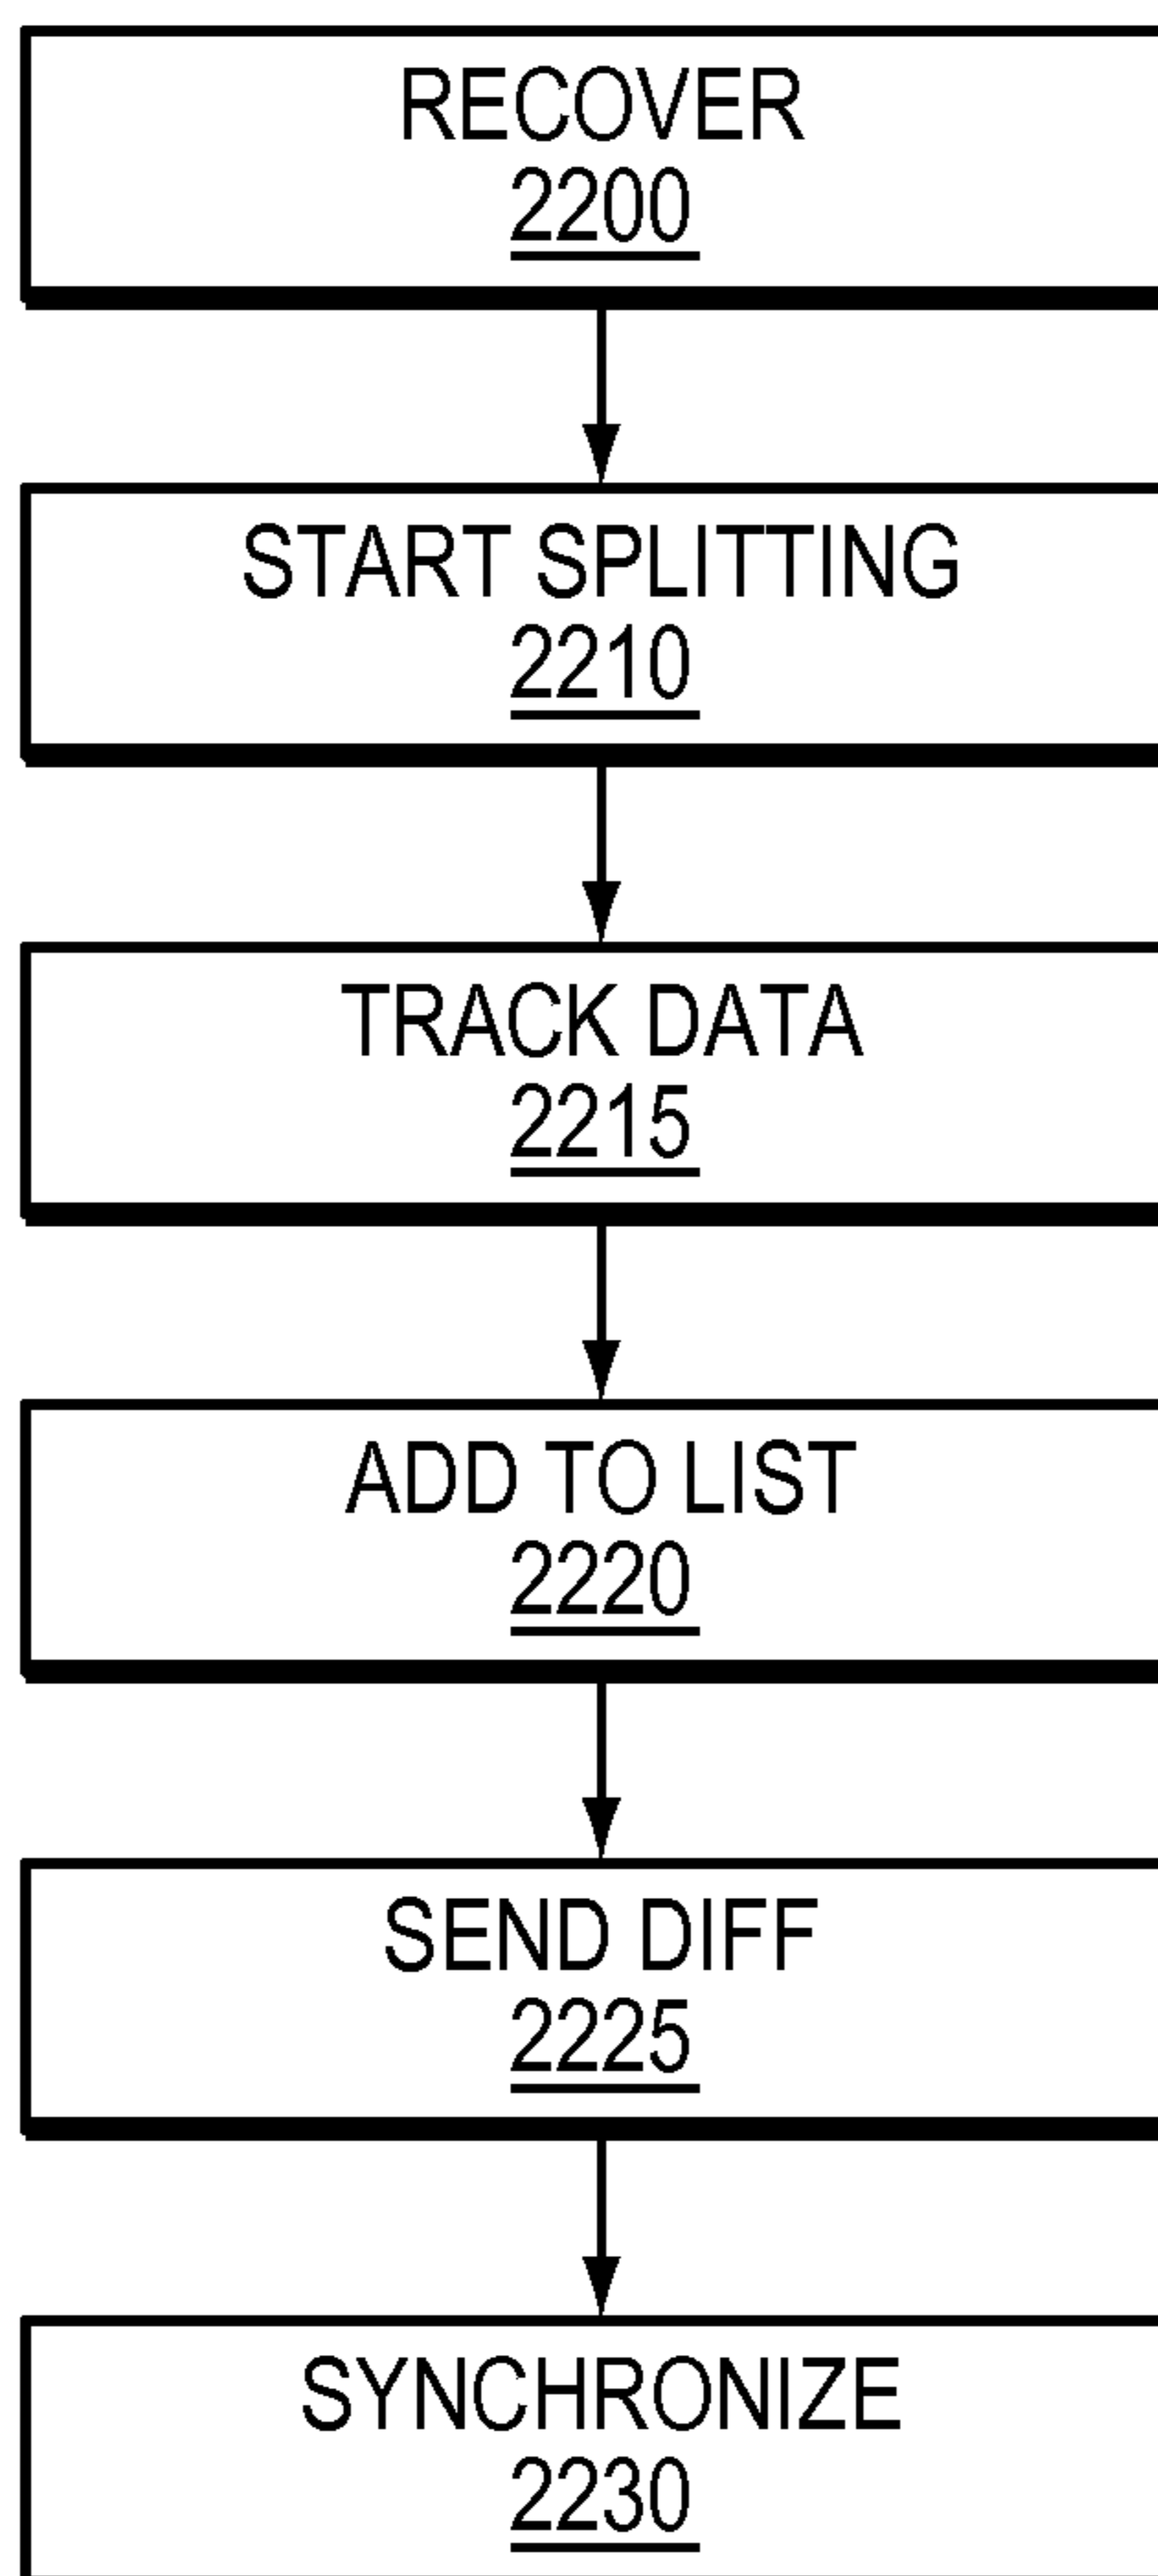 RECOVER
2200
START SPLITTING
2210
TRACK DATA
2215
ADD TO LIST
2220
SEND DIFF
2225
SYNCHRONIZE
2230